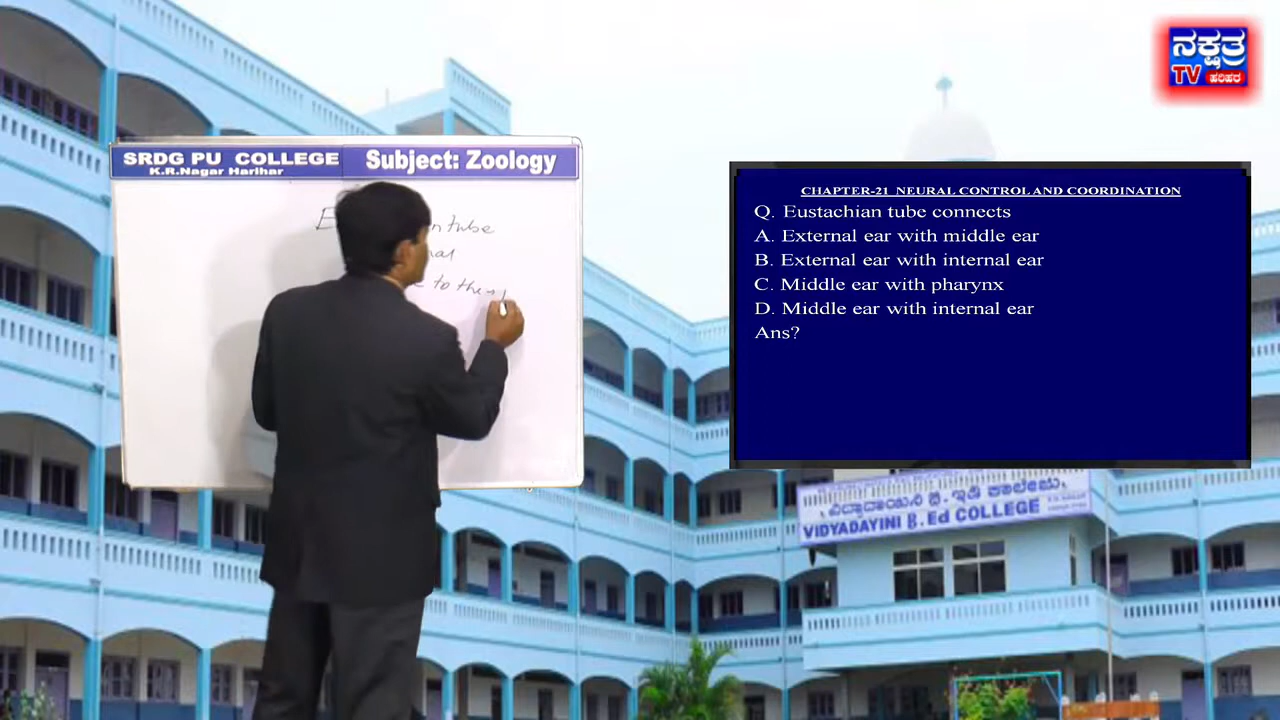 ನಕ್ಷತ್ರ
TV ಹರಿಹರ
SRDG PU COLLEGE
K.R.Nagar Harihar
Subject: Zoology
tube
to the
CHAPTER-21 NEURAL CONTROL AND COORDINATION
Q. Eustachian tube connects
A. External ear with middle ear
B. External ear with internal ear
C. Middle ear with pharynx
D. Middle ear with internal ear
Ans?
VIDYADAYINI B.Ed COLLEGE